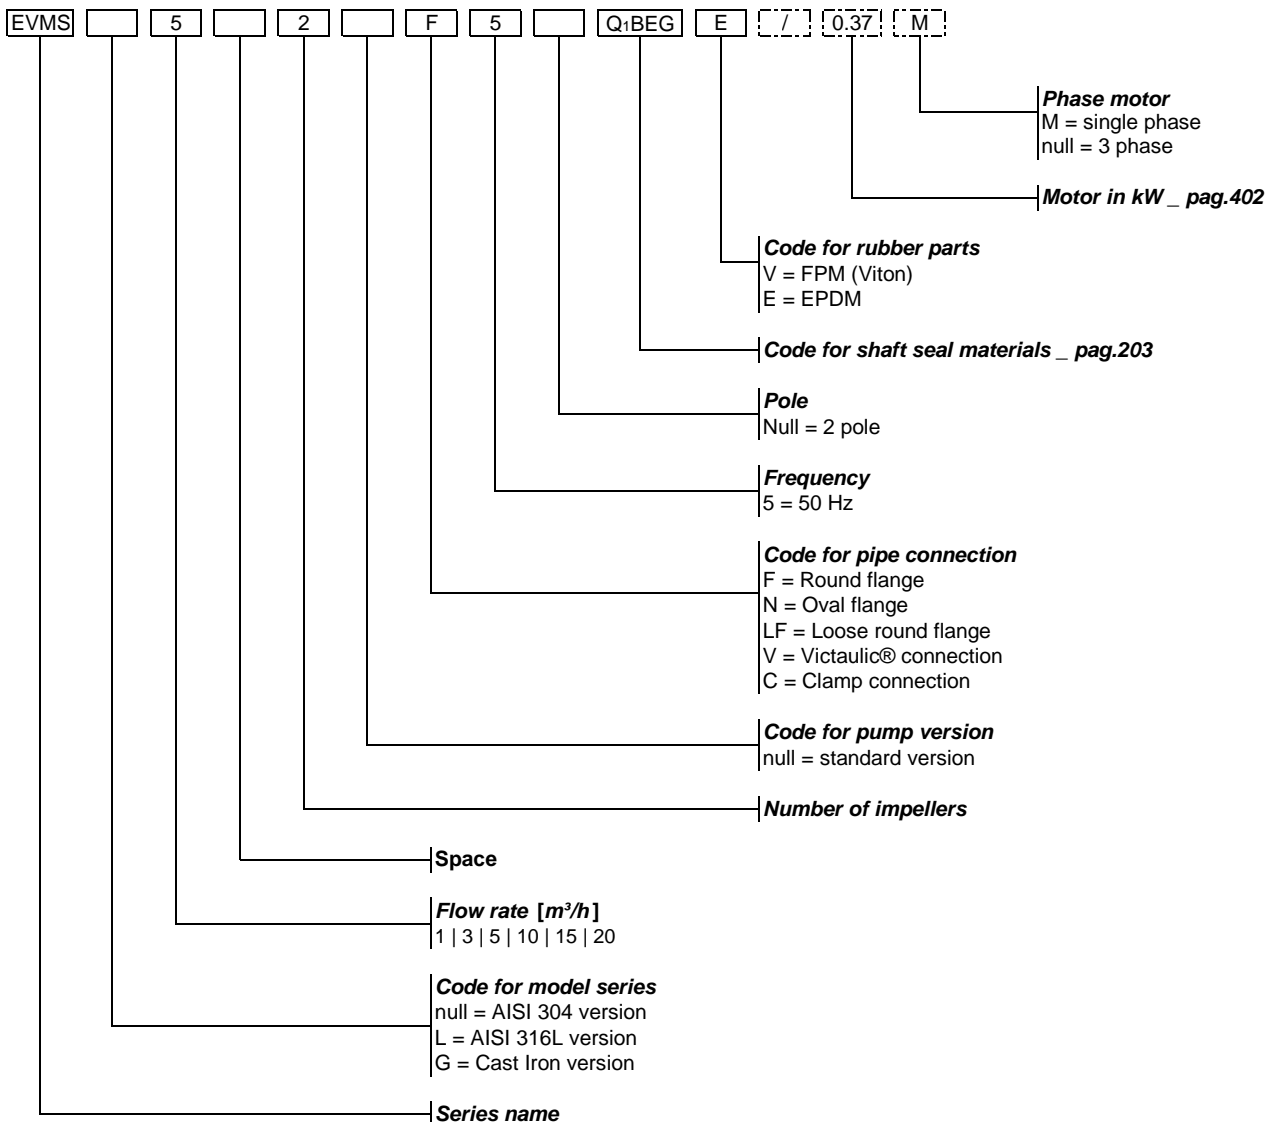 EVMS 5 2 F 5 Q1BEG E / 0.37 M
Phase motor
M = single phase
null = 3 phase
Motor in kW _ pag.402
Code for rubber parts
V = FPM (Viton)
E = EPDM
Code for shaft seal materials _ pag.203
Pole
Null = 2 pole
Frequency
5 = 50 Hz
Code for pipe connection
F = Round flange
N = Oval flange
LF = Loose round flange
V = Victaulic® connection
C = Clamp connection
Code for pump version
null = standard version
Number of impellers
Space
Flow rate [m³/h]
1 | 3 | 5 | 10 | 15 | 20
Code for model series
null = AISI 304 version
L = AISI 316L version
G = Cast Iron version
Series name